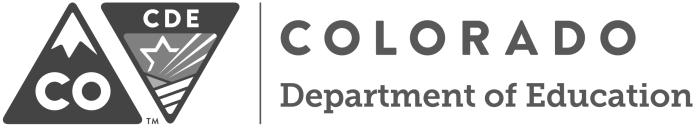 CDE
CO
TM
COLORADO
Department of Education